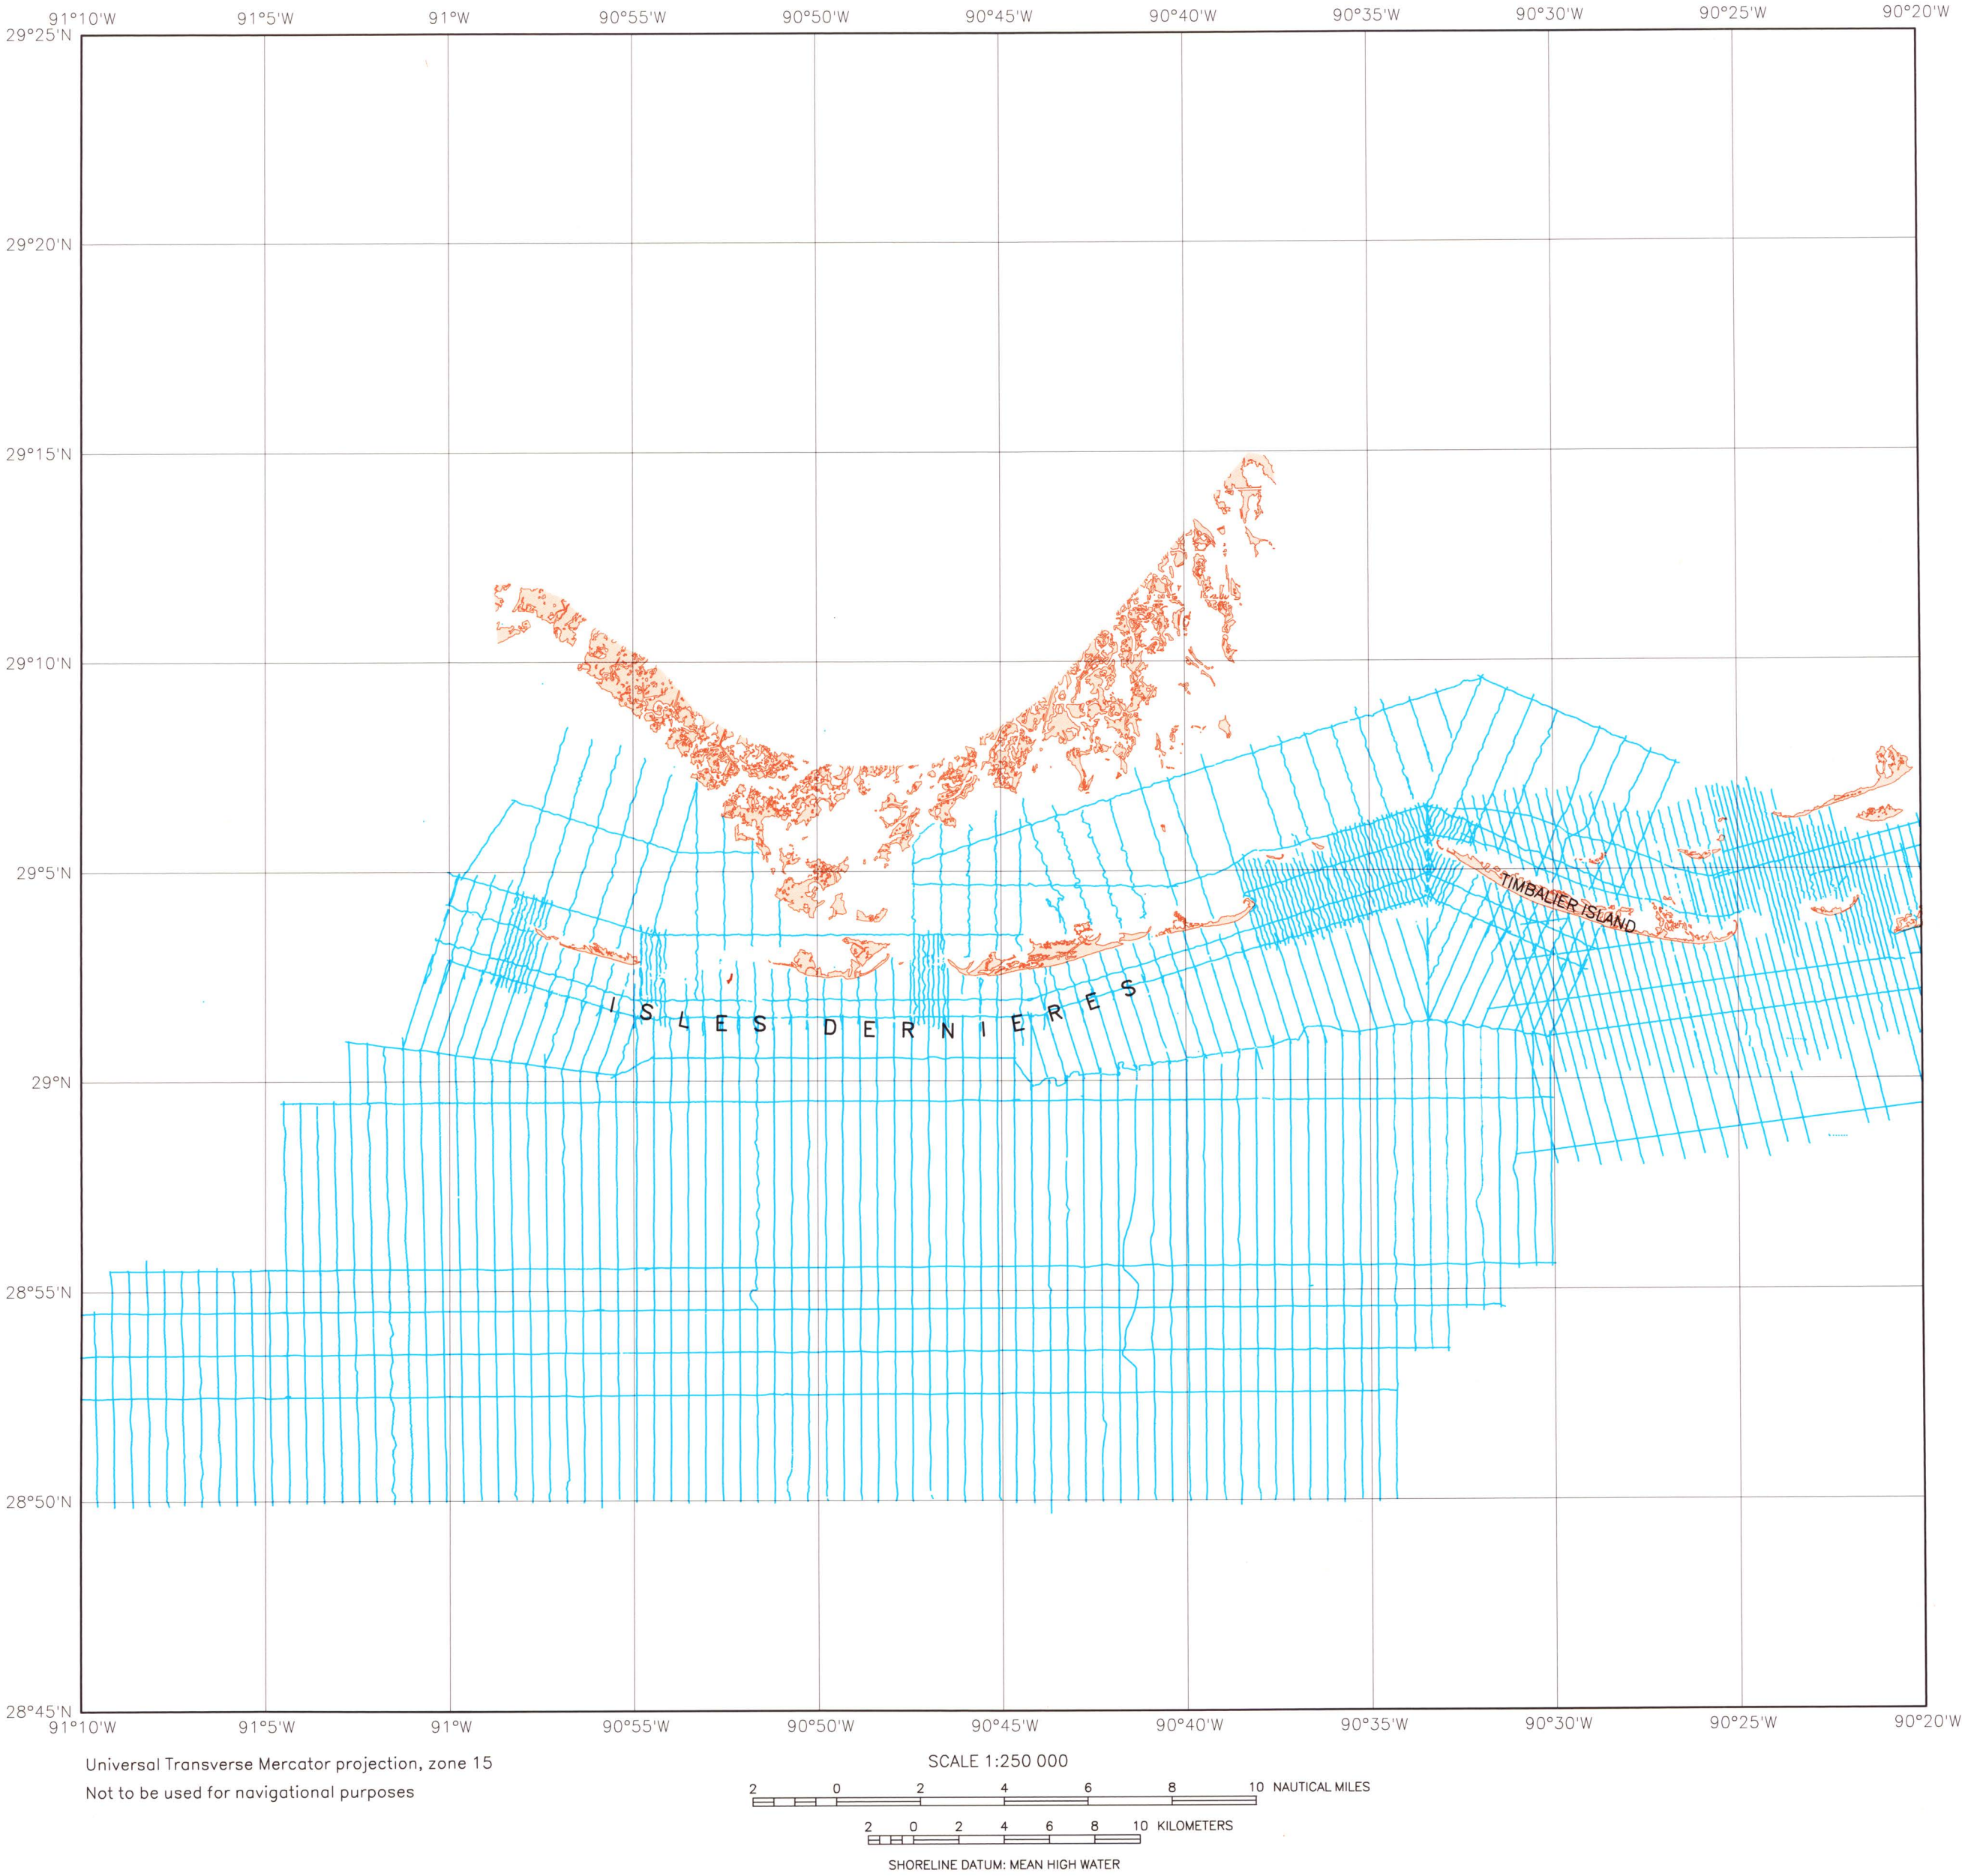 91°10'W 91°5'W 91°W 90°55'W 90°50'W 90°45'W 90°40'W 90°35'W 90°30'W 90°25'W 90°20'W
29°25'N
29°20'N
29°15'N
29°10'N
29°5'N
TIMBALIER ISLAND
ISLES DERNIERES
29°N
28°55'N
28°50'N
28°45'N
91°10'W 91°5'W 91°W 90°55'W 90°50'W 90°45'W 90°40'W 90°35'W 90°30'W 90°25'W 90°20'W
Universal Transverse Mercator projection, zone 15
Not to be used for navigational purposes
SCALE 1:250 000
2 0 2 4 6 8 10 NAUTICAL MILES
2 0 2 4 6 8 10 KILOMETERS
SHORELINE DATUM: MEAN HIGH WATER